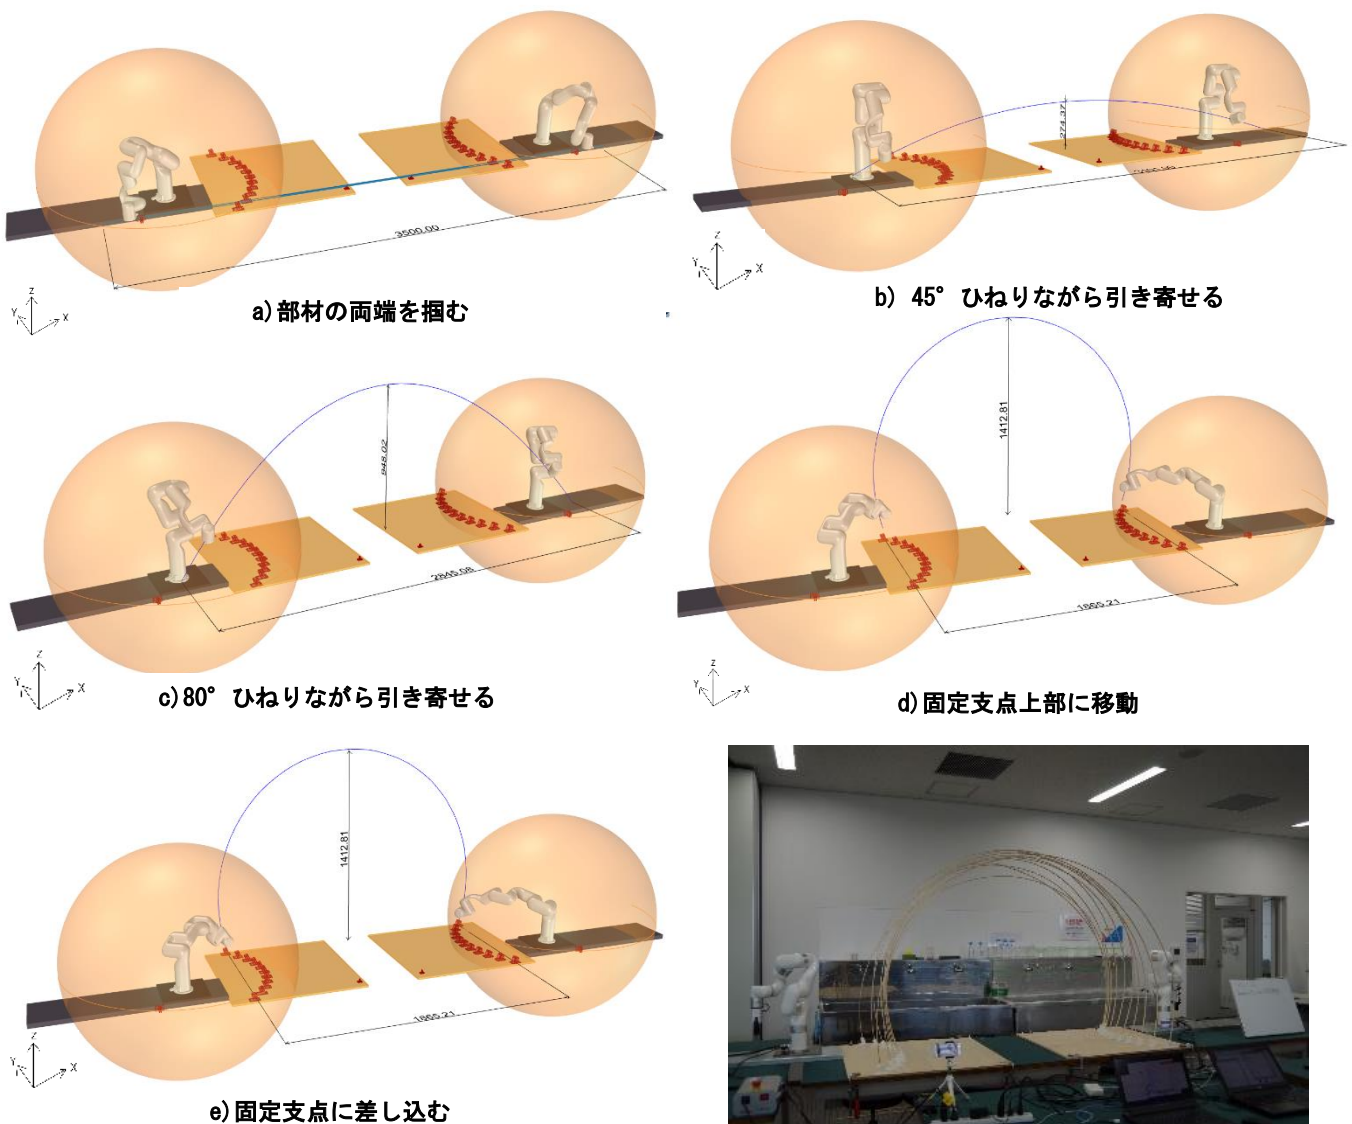 3500.00
Z
Y
X
a)部材の両端を掴む
274.37
Z
Y
X
b) 45°ひねりながら引き寄せる
948.02
2845.08
Z
Y
X
c)80°ひねりながら引き寄せる
1412.81
1865.21
Z
Y
X
d)固定支点上部に移動
1412.81
1865.21
Z
Y
X
e)固定支点に差し込む